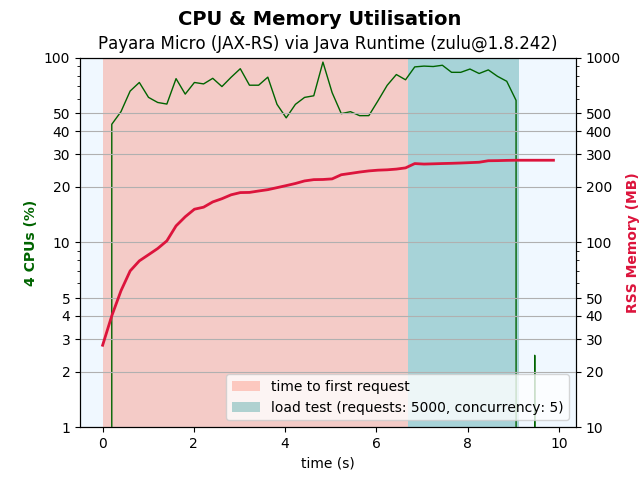 CPU & Memory Utilisation
Payara Micro (JAX-RS) via Java Runtime (zulu@1.8.242)
100
50
40
30
20
10
5
4
3
2
1
4 CPUs (%)
1000
500
400
300
200
100
50
40
30
20
10
RSS Memory (MB)
time to first request
load test (requests: 5000, concurrency: 5)
0 2 4 6 8 10
time (s)